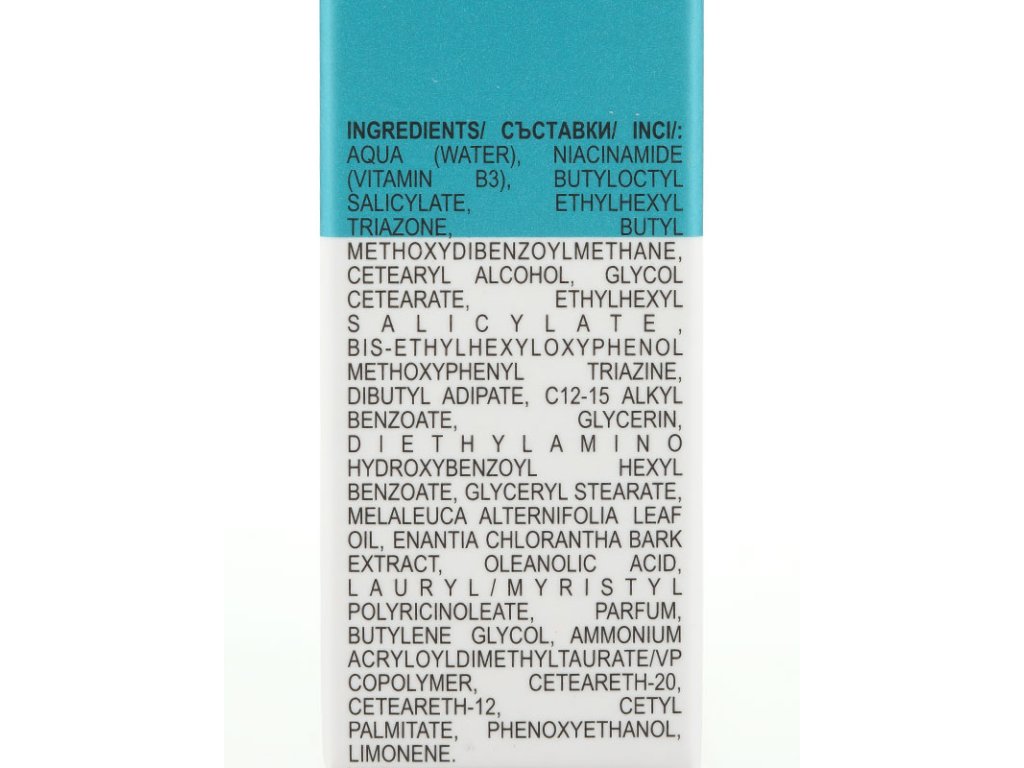 INGREDIENTS/ СЪСТАВКИ/ INCI/:
AQUA (WATER), NIACINAMIDE
(VITAMIN B3), BUTYLOCTYL
SALICYLATE, ETHYLHEXYL
TRIAZONE, BUTYL
METHOXYDIBENZOYLMETHANE,
CETEARYL ALCOHOL, GLYCOL
CETEARATE, ETHYLHEXYL
SALICYLATE,
BIS-ETHYLHEXYLOXYPHENOL
METHOXYPHENYL TRIAZINE,
DIBUTYL ADIPATE, C12-15 ALKYL
BENZOATE, GLYCERIN,
DIETHYLAMINO
HYDROXYBENZOYL HEXYL
BENZOATE, GLYCERYL STEARATE,
MELALEUCA ALTERNIFOLIA LEAF
OIL, ENANTIA CHLORANTHA BARK
EXTRACT, OLEANOLIC ACID,
LAURYL/MYRISTYL
POLYRICINOLEATE, PARFUM,
BUTYLENE GLYCOL, AMMONIUM
ACRYLOYLDIMETHYLTAURATE/VP
COPOLYMER, CETEARETH-20,
CETEARETH-12, CETYL
PALMITATE, PHENOXYETHANOL,
LIMONENE.